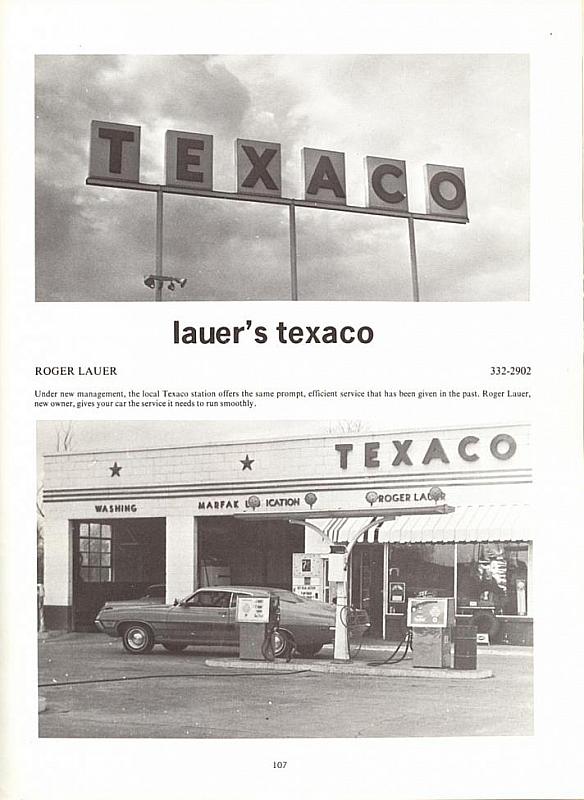 TEXACO
lauer's texaco
ROGER LAUER 332-2902
Under new management, the local Texaco station offers the same prompt, efficient service that has been given in the past. Roger Lauer,
new owner, gives your car the service it needs to run smoothly.
TEXACO
WASHING MARFAK L ICATION ROGER LAUER
107